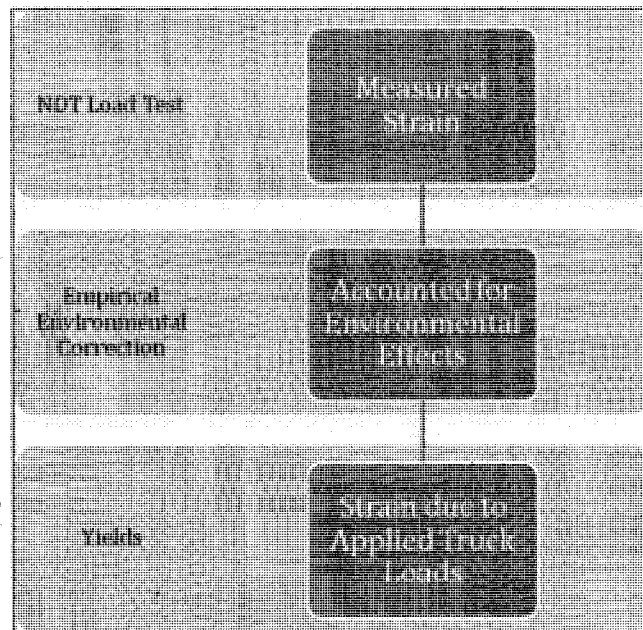 NDT Load Test
Measured
Strain
Empirical
Environmental
Correction
Accounted for
Environmental
Effects
Yields
Strain due to
Applied Truck
Loads